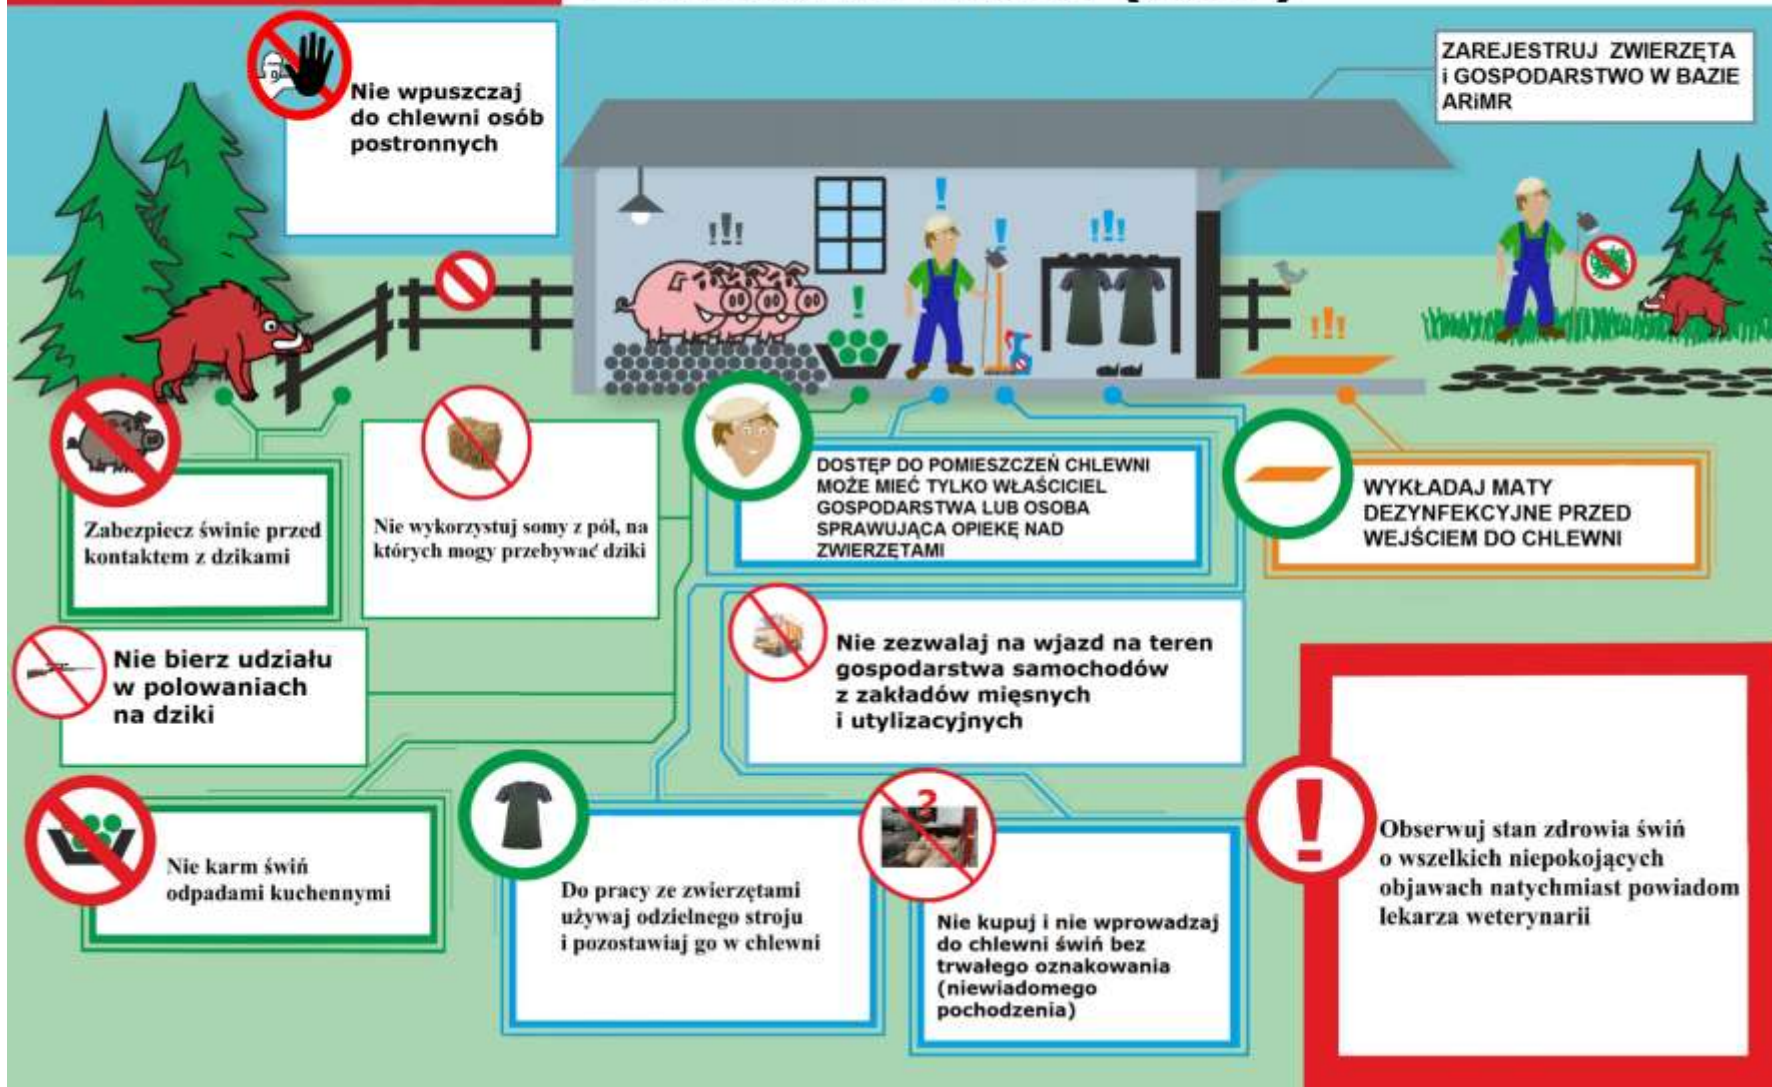 Nie wpuszczaj
do chlewni osób
postronnych
ZAREJESTRUJ ZWIERZĘTA
i GOSPODARSTWO W BAZIE
ARiMR
Zabezpiecz świnie przed
kontaktem z dzikami
Nie wykorzystuj somy z pól, na
których mogy przebywać dziki
DOSTĘP DO POMIESZCZEŃ CHLEWNI
MOŻE MIEĆ TYLKO WŁAŚCICIEL
GOSPODARSTWA LUB OSOBA
SPRAWUJĄCA OPIEKĘ NAD
ZWIERZĘTAMI
WYKŁADAJ MATY
DEZYNFEKCYJNE PRZED
WEJŚCIEM DO CHLEWNI
Nie bierz udziału
w polowaniach
na dziki
Nie zezwalaj na wjazd na teren
gospodarstwa samochodów
z zakładów mięsnych
i utylizacyjnych
Nie karm świń
odpadami kuchennymi
Do pracy ze zwierzętami
używaj odzielnego stroju
i pozostawiaj go w chlewni
?
Nie kupuj i nie wprowadzaj
do chlewni świń bez
trwałego oznakowania
(niewiadomego
pochodzenia)
!
Obserwuj stan zdrowia świń
o wszelkich niepokojących
objawach natychmiast powiadom
lekarza weterynarii